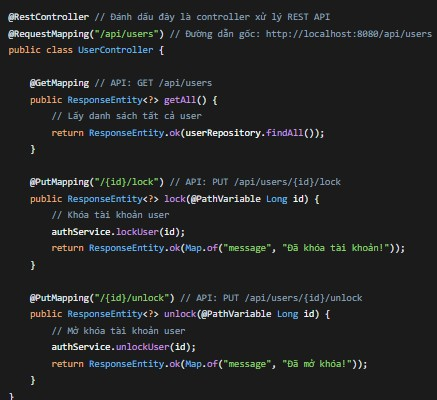 @RestController // Đánh dấu đây là controller xử lý REST API
@RequestMapping("/api/users") // Đường dẫn gốc: http://localhost:8080/api/users
public class UserController {
@GetMapping // API: GET /api/users
public ResponseEntity<?> getAll() {
// Lấy danh sách tất cả user
return ResponseEntity.ok(userRepository.findAll());
}
@PutMapping("/{id}/lock") // API: PUT /api/users/{id}/lock
public ResponseEntity<?> lock(@PathVariable Long id) {
// Khóa tài khoản user
authService.lockUser(id);
return ResponseEntity.ok(Map.of("message", "Đã khóa tài khoản!"));
}
@PutMapping("/{id}/unlock") // API: PUT /api/users/{id}/unlock
public ResponseEntity<?> unlock(@PathVariable Long id) {
// Mở khóa tài khoản user
authService.unlockUser(id);
return ResponseEntity.ok(Map.of("message", "Đã mở khóa!"));
}
}